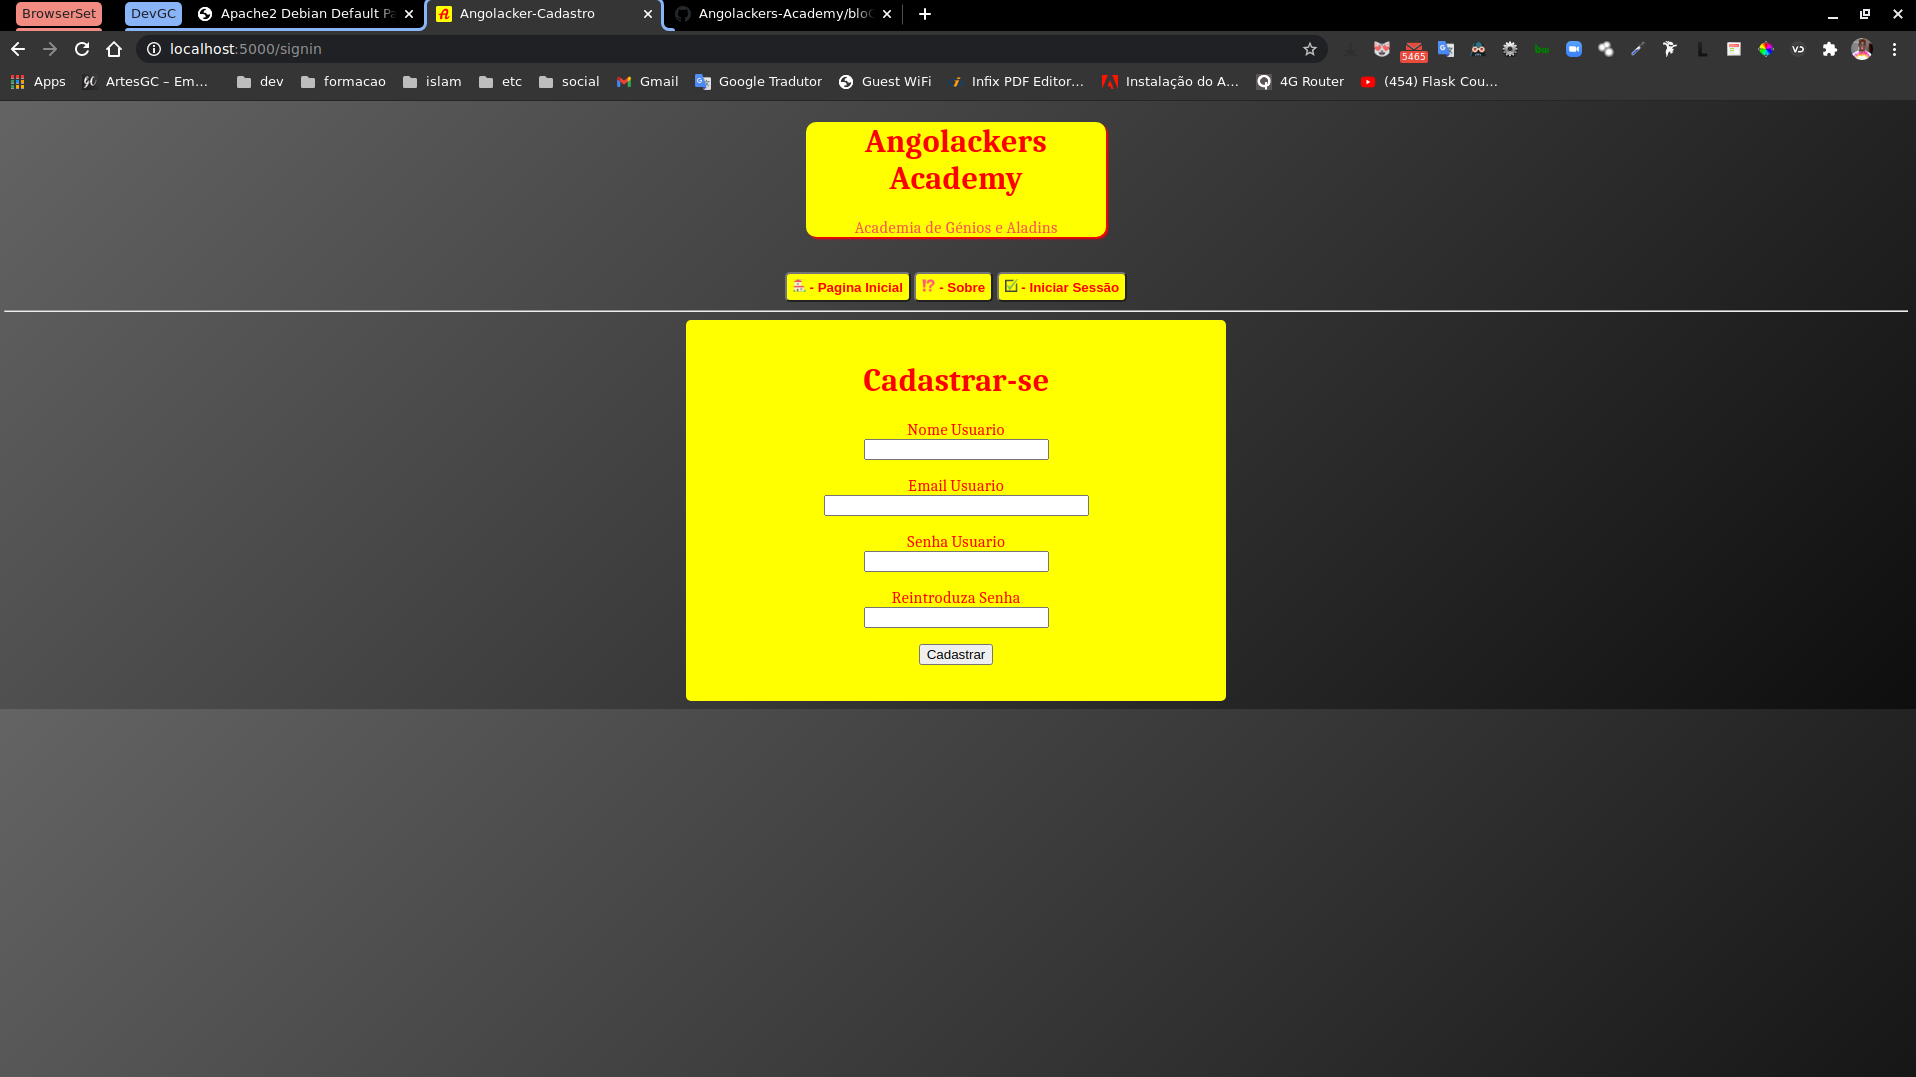 BrowserSet DevGC Apache2 Debian Default Pa Angolacker-Cadastro Angolackers-Academy/bloC
localhost:5000/signin
5465
Apps ArtesGC – Em... dev formacao islam etc social Gmail Google Tradutor Guest WiFi Infix PDF Editor... Instalação do A... 4G Router (454) Flask Cou...
Angolackers
Academy
Academia de Génios e Aladins
- Pagina Inicial !? - Sobre - Iniciar Sessão
Cadastrar-se
Nome Usuario
Email Usuario
Senha Usuario
Reintroduza Senha
Cadastrar